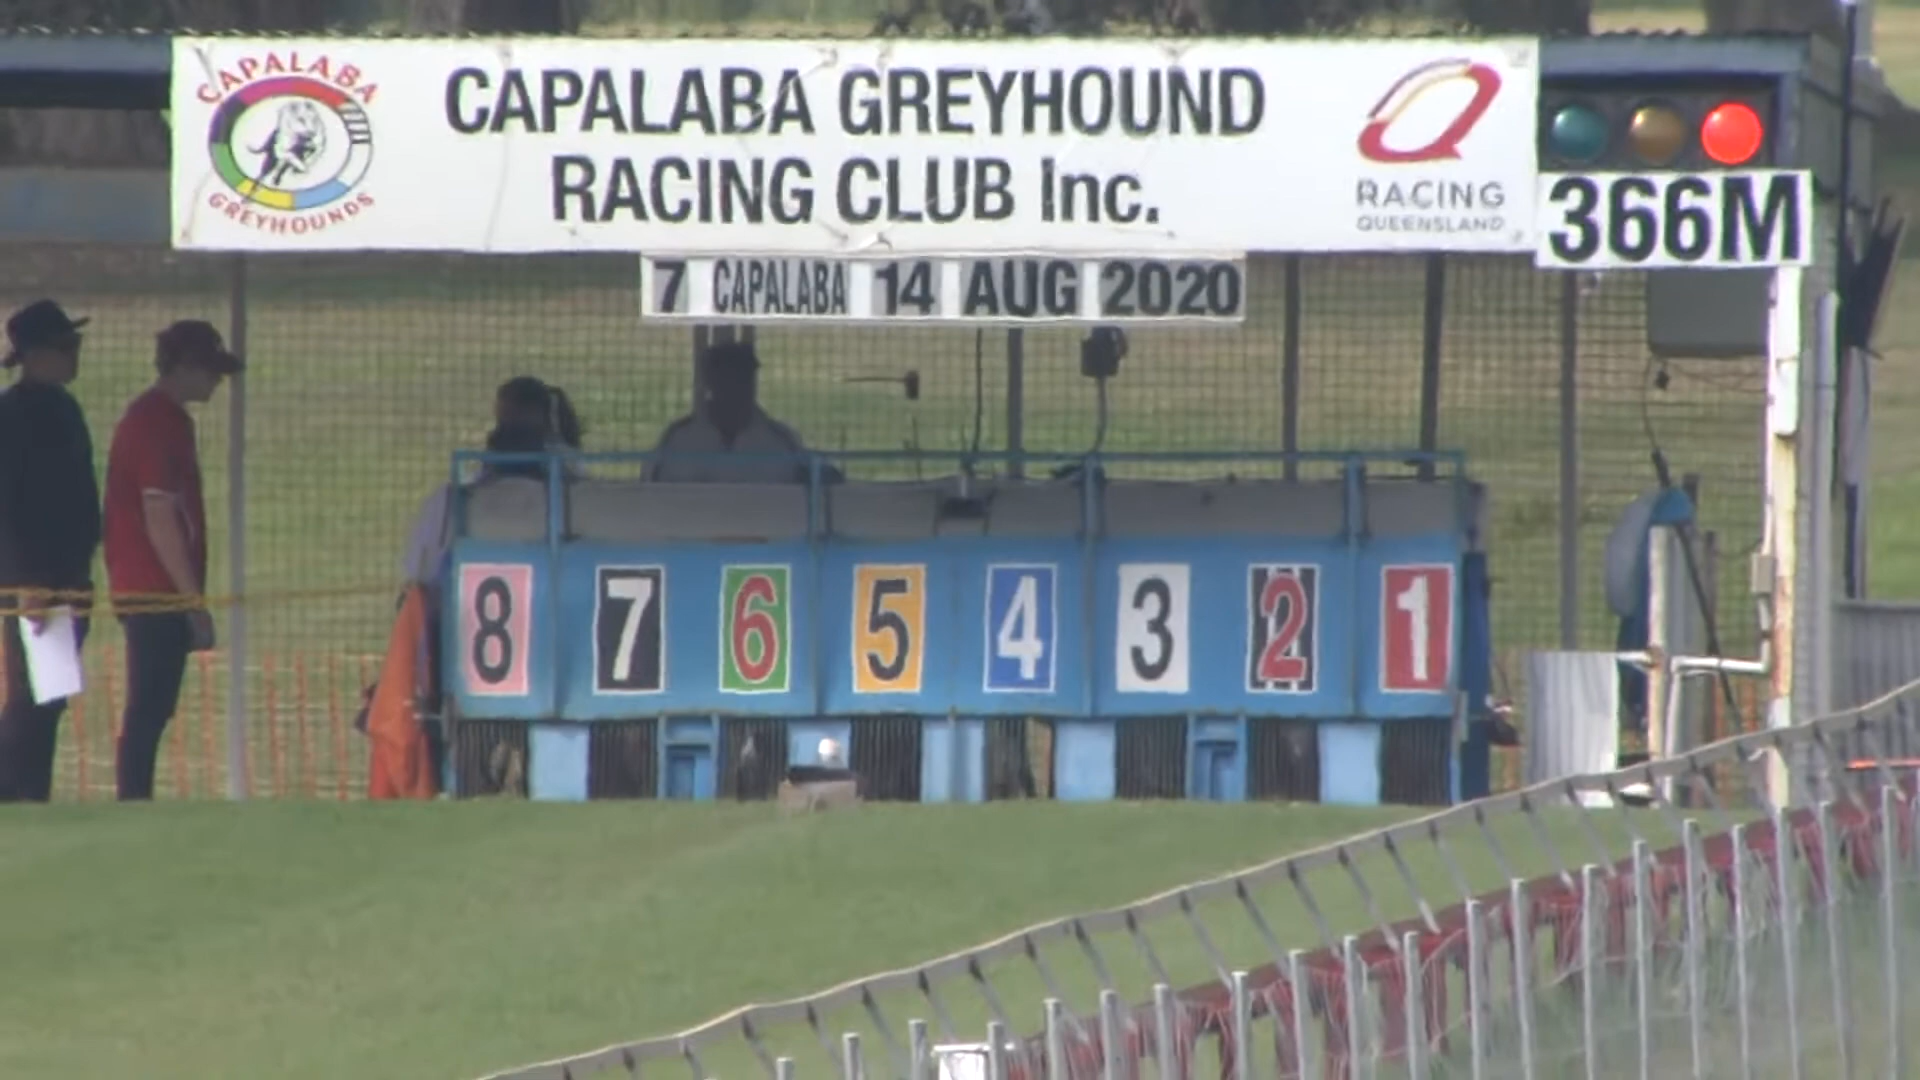 CAPALABA
GREYHOUNDS
CAPALABA GREYHOUND
RACING CLUB Inc.
RACING
QUEENSLAND
366M
7 CAPALABA 14 AUG 2020
8 7 6 5 4 3 2 1